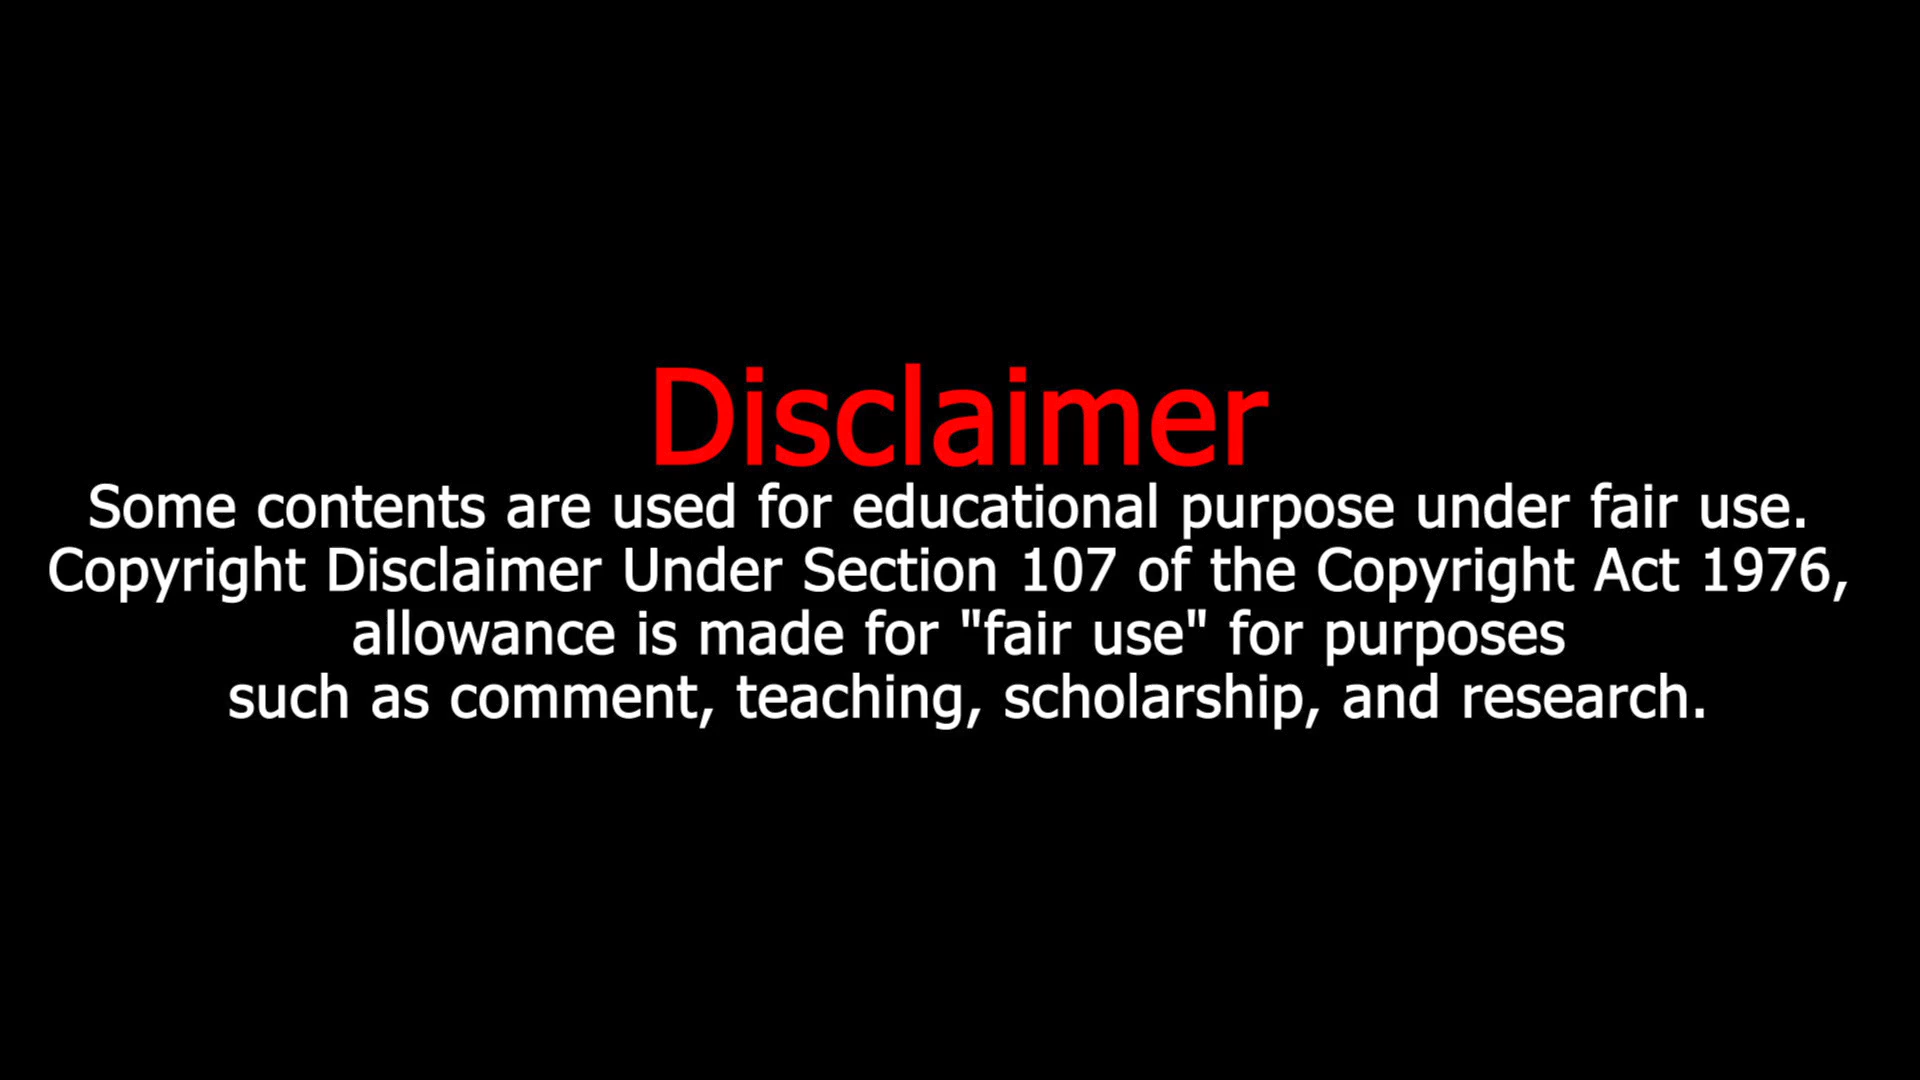 Disclaimer
Some contents are used for educational purpose under fair use.
Copyright Disclaimer Under Section 107 of the Copyright Act 1976,
allowance is made for "fair use" for purposes
such as comment, teaching, scholarship, and research.